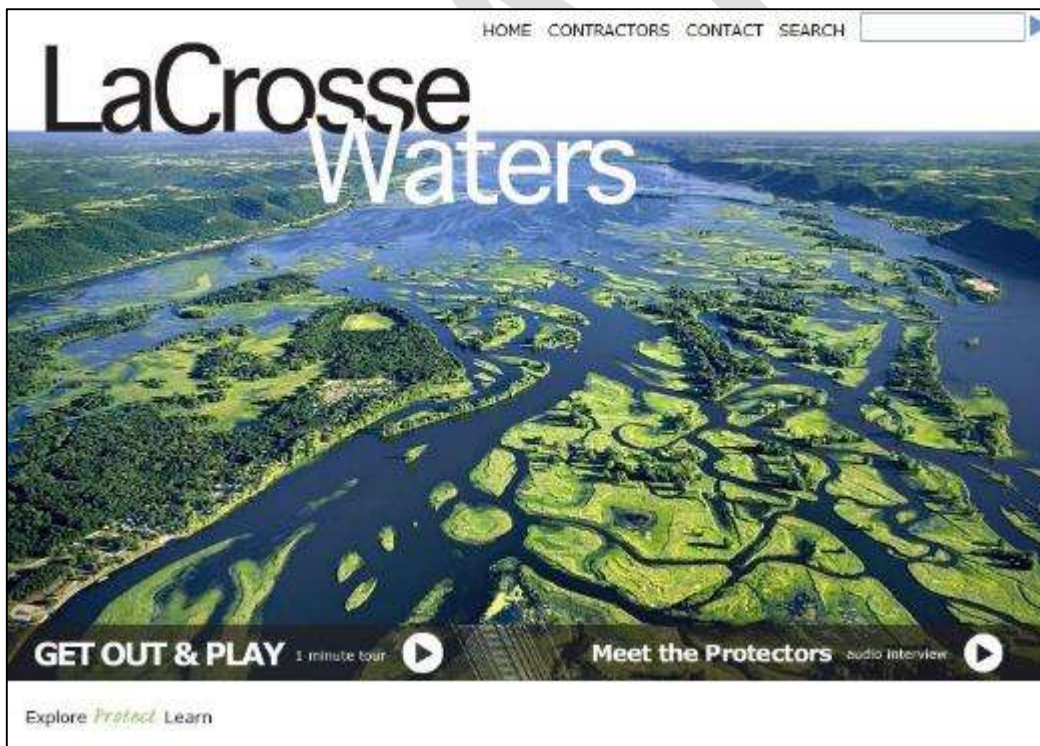 HOME CONTRACTORS CONTACT SEARCH
LaCrosse
Waters
GET OUT & PLAY 1-minute tour Meet the Protectors audio interview
Explore Protect Learn